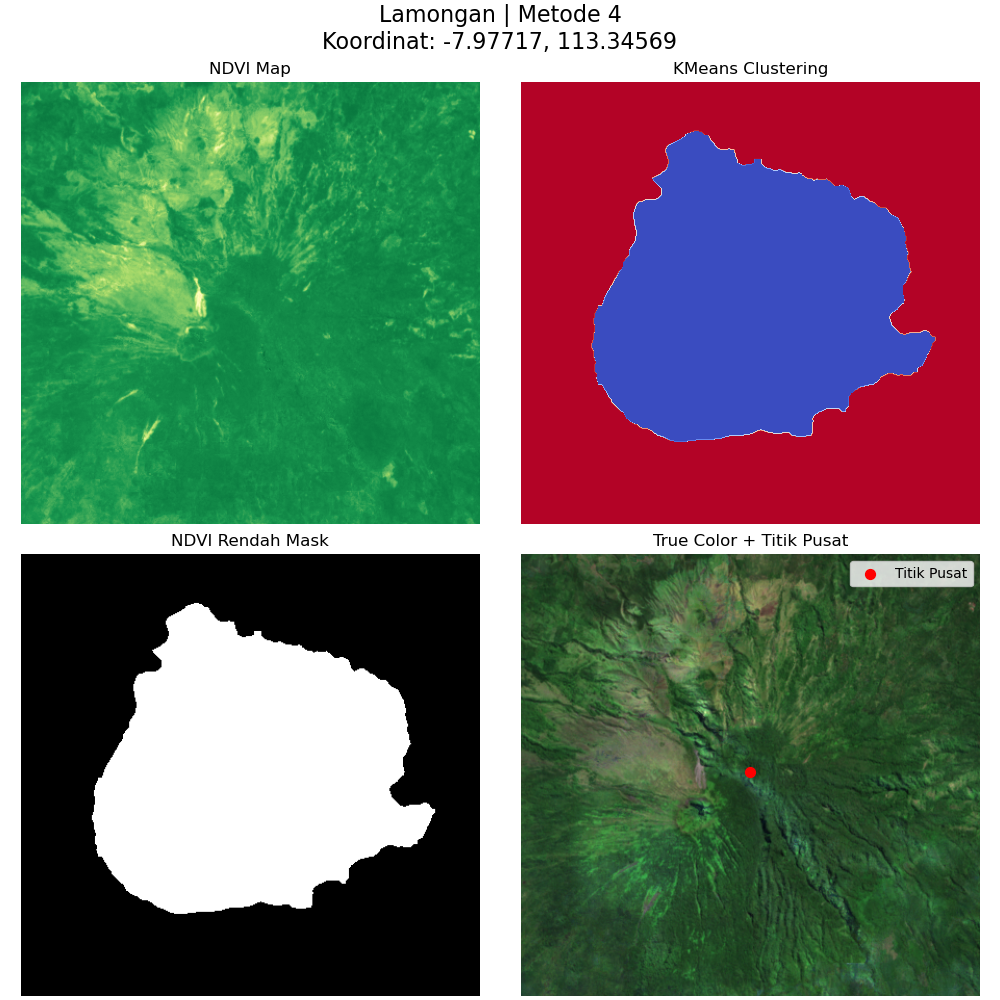 Lamongan | Metode 4
Koordinat: -7.97717, 113.34569
NDVI Map
KMeans Clustering
NDVI Rendah Mask
True Color + Titik Pusat
Titik Pusat